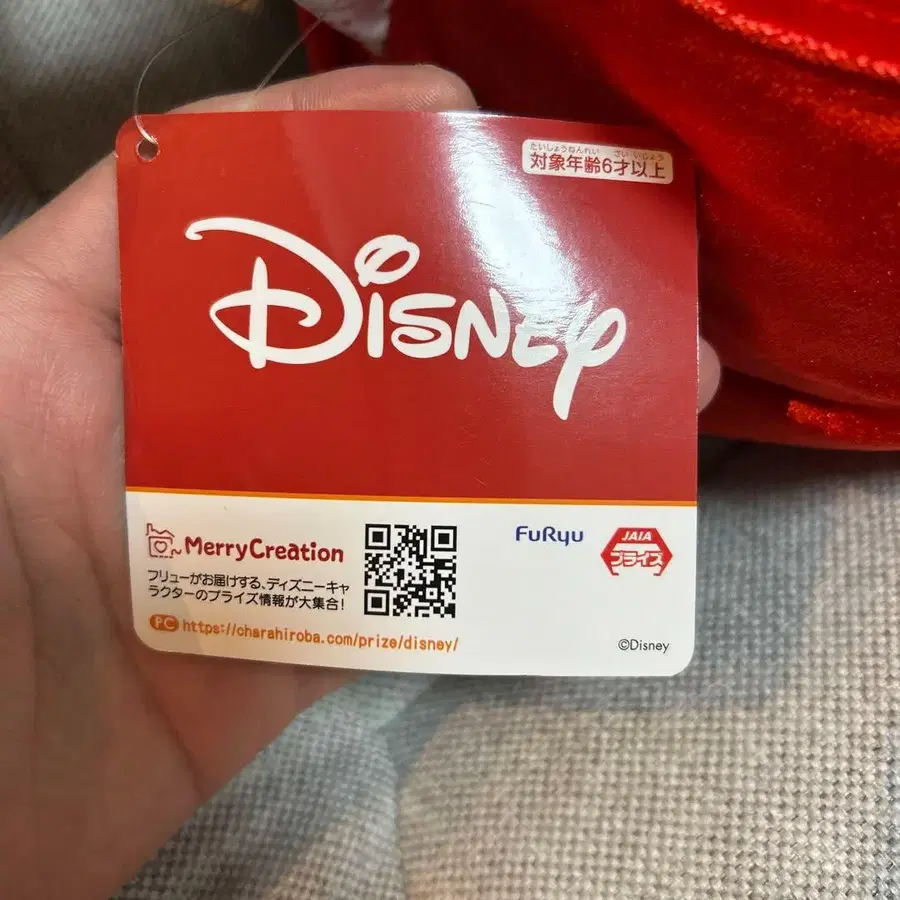 たいしょうねんれい さい いじょう
対象年齢6才以上
Disney
MerryCreation
フリューがお届けする、ディズニーキャ
ラクターのプライズ情報が大集合!
PC https://charahiroba.com/prize/disney/
FuRyu
JAIA
プライズ
©Disney